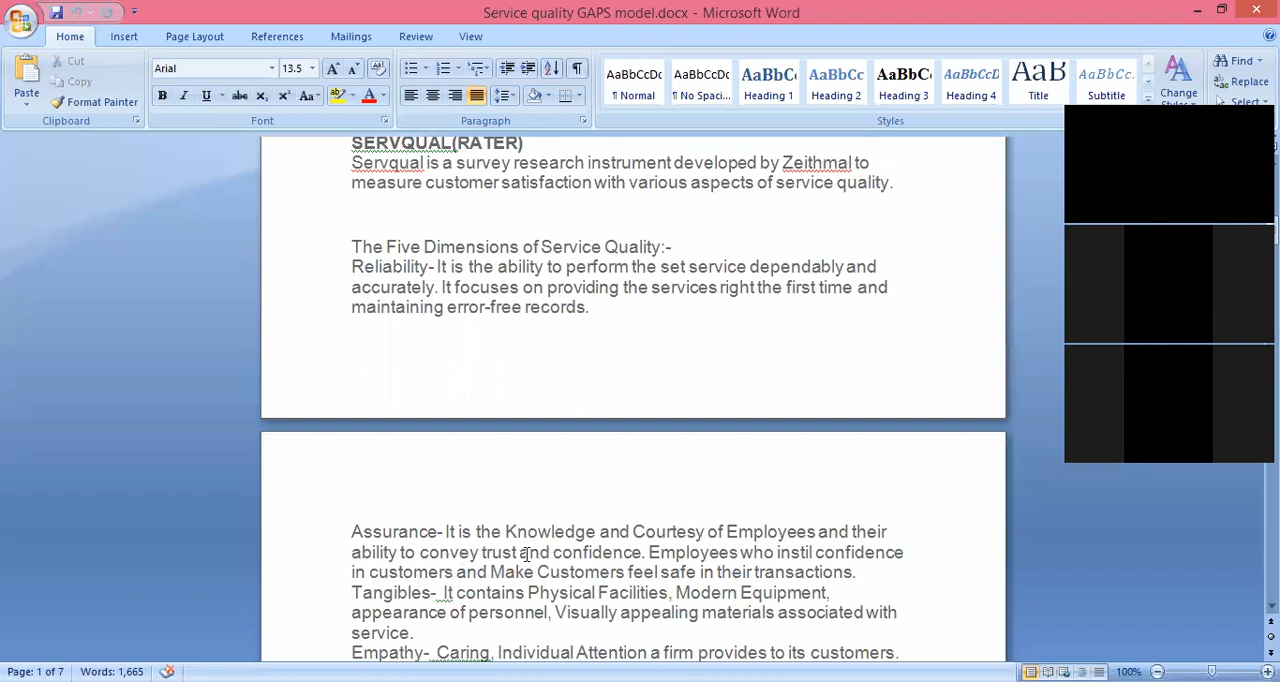 Service quality GAPS model.docx - Microsoft Word
Home Insert Page Layout References Mailings Review View
Paste
Cut
Copy
Format Painter
Clipboard
Arial 13.5
Font
Paragraph
AaBbCcDc AaBbCcDc AaBbC( AaBbCc AaBbC( AaBbCcD AaB AaBbCc.
¶ Normal ¶ No Spaci... Heading 1 Heading 2 Heading 3 Heading 4 Title Subtitle
Change
Styles
Find
Replace
Select
SERVQUAL(RATER)
Servqual is a survey research instrument developed by Zeithmal to
measure customer satisfaction with various aspects of service quality.
The Five Dimensions of Service Quality:-
Reliability- It is the ability to perform the set service dependably and
accurately. It focuses on providing the services right the first time and
maintaining error-free records.
Assurance- It is the Knowledge and Courtesy of Employees and their
ability to convey trust and confidence. Employees who instil confidence
in customers and Make Customers feel safe in their transactions.
Tangibles- It contains Physical Facilities, Modern Equipment,
appearance of personnel, Visually appealing materials associated with
service.
Empathy- Caring, Individual Attention a firm provides to its customers.
Page: 1 of 7 Words: 1,665 100%